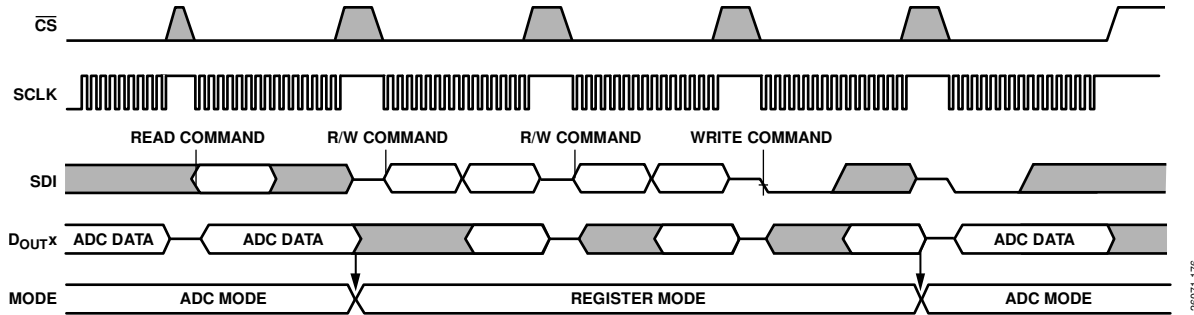 CS
SCLK
READ COMMAND R/W COMMAND R/W COMMAND WRITE COMMAND
SDI
DOUTx ADC DATA ADC DATA ADC DATA
MODE ADC MODE REGISTER MODE ADC MODE